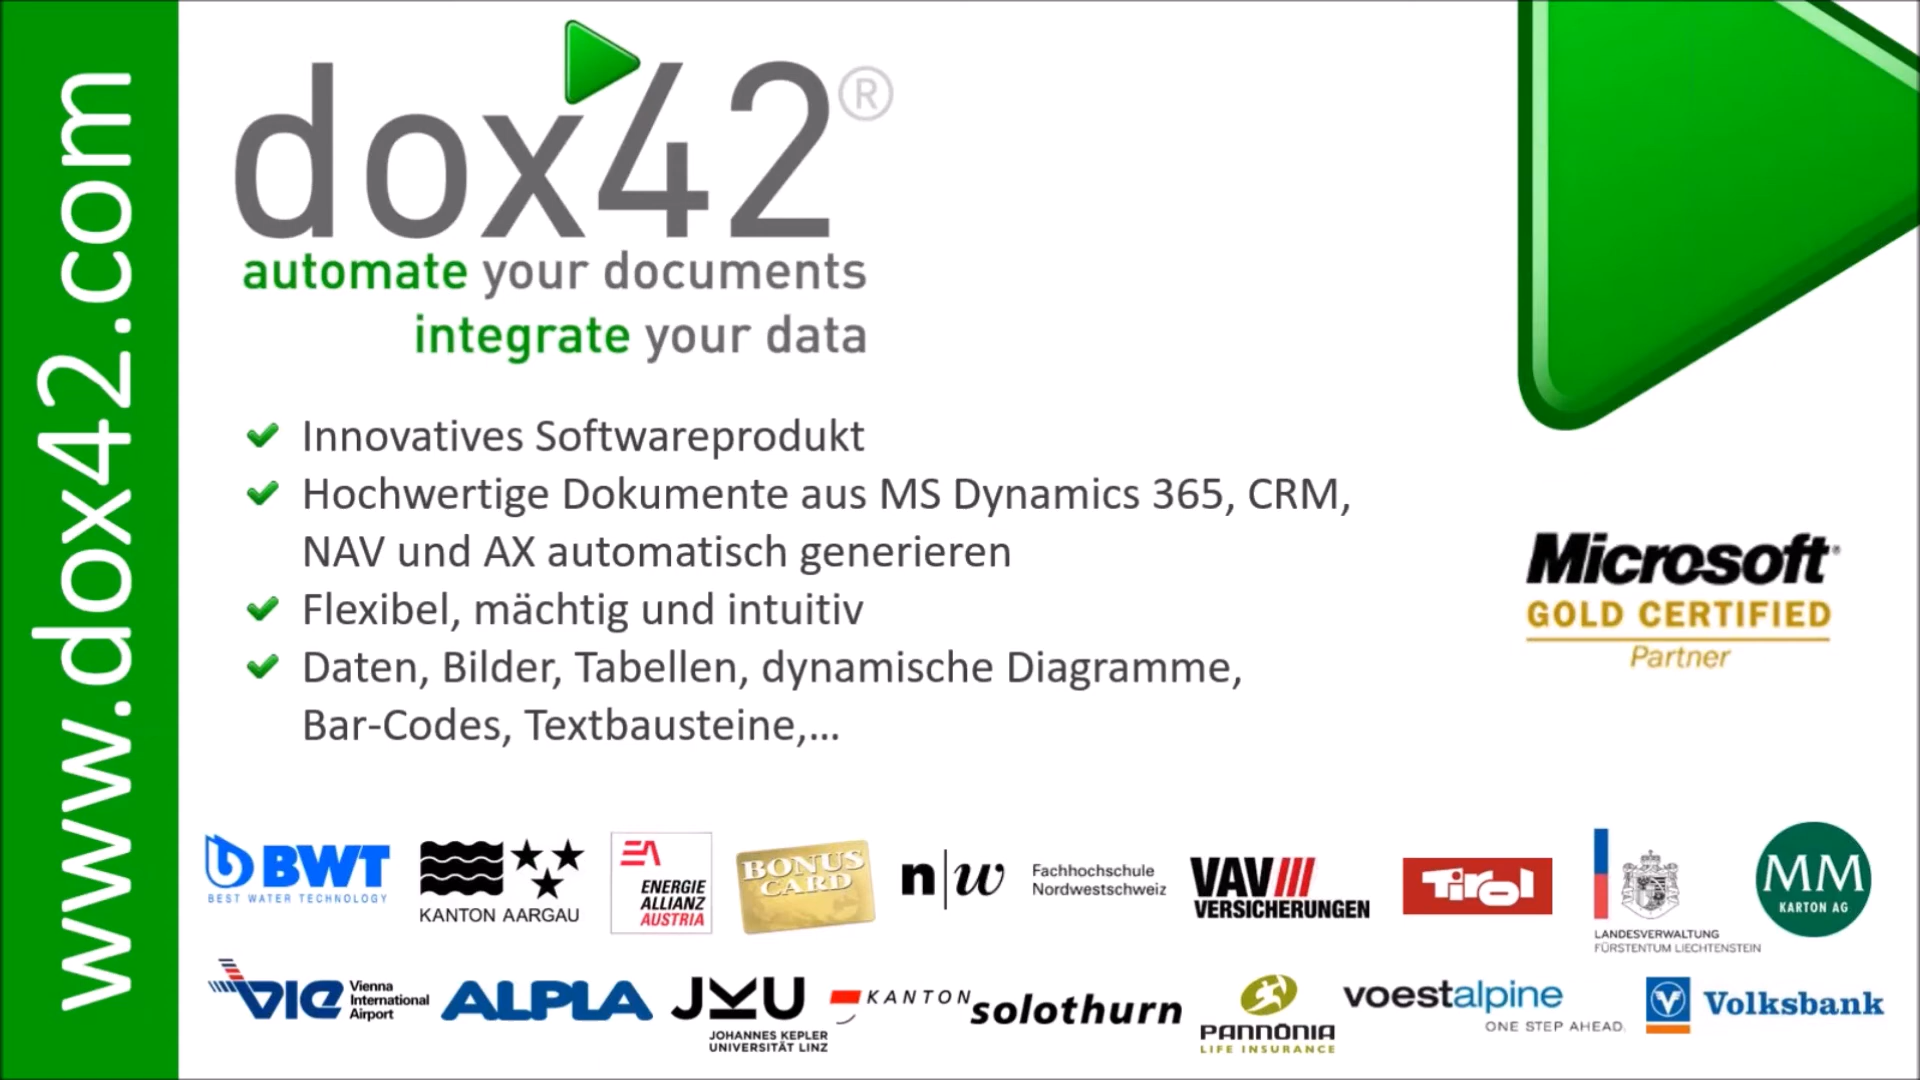 www.dox42.com
dox42®
automate your documents
integrate your data
Innovatives Softwareprodukt
Hochwertige Dokumente aus MS Dynamics 365, CRM,
NAV und AX automatisch generieren
Flexibel, mächtig und intuitiv
Daten, Bilder, Tabellen, dynamische Diagramme,
Bar-Codes, Textbausteine,...
Microsoft®
GOLD CERTIFIED
Partner
BWT
BEST WATER TECHNOLOGY
KANTON AARGAU
EA
ENERGIE
ALLIANZ
AUSTRIA
BONUS
CARD
n|w
Fachhochschule
Nordwestschweiz
VAV
VERSICHERUNGEN
Tirol
LANDESVERWALTUNG
FÜRSTENTUM LIECHTENSTEIN
MM
KARTON AG
VIE
Vienna
International
Airport
ALPLA
JKU
JOHANNES KEPLER
UNIVERSITÄT LINZ
KANTON
solothurn
PANNONIA
LIFE INSURANCE
voestalpine
ONE STEP AHEAD.
V Volksbank